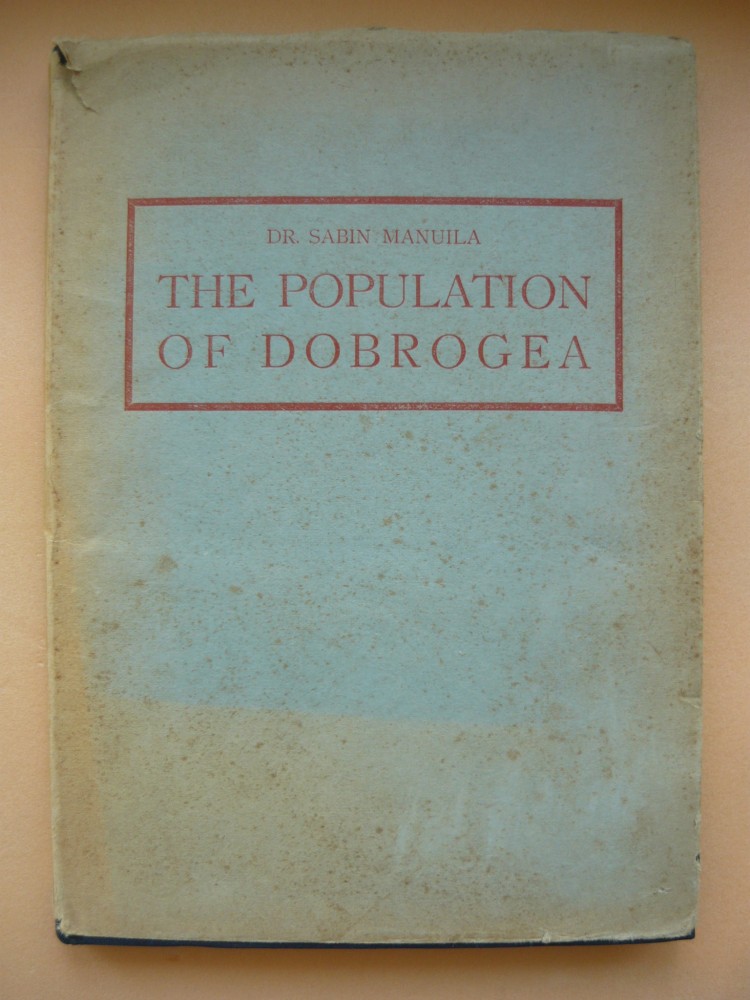 DR. SABIN MANUILA
THE POPULATION
OF DOBROGEA